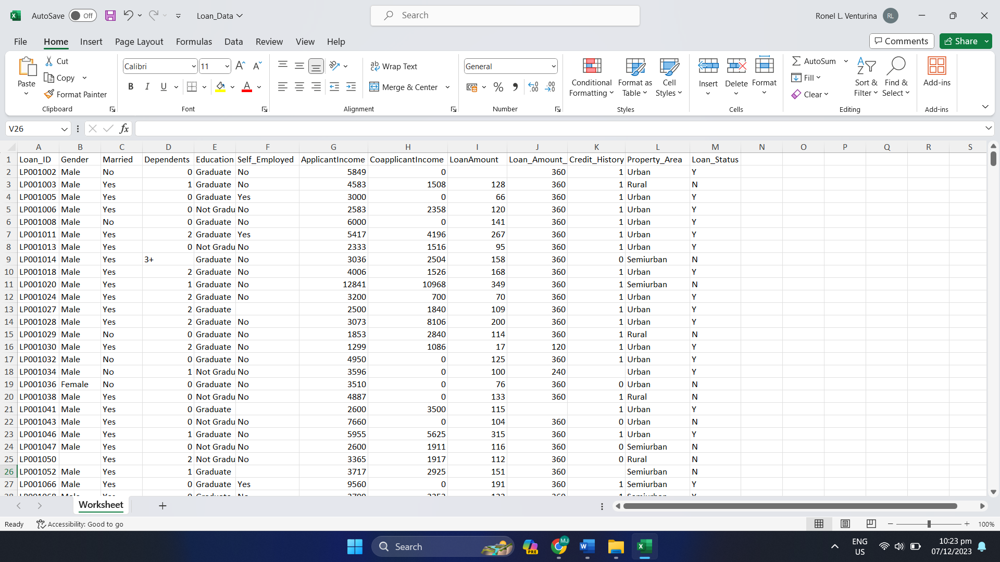 AutoSave Off Loan_Data Search Ronel L. Venturina RL
File Home Insert Page Layout Formulas Data Review View Help Comments Share
Paste Cut Copy Format Painter Clipboard
Calibri 11 B I U A Font
Wrap Text Merge & Center Alignment
General % Number
Conditional Formatting Format as Table Cell Styles Styles
Insert Delete Format Cells
AutoSum Fill Clear Sort & Filter Find & Select Editing
Add-ins Add-ins
V26 fx
A B C D E F G H I J K L M N O P Q R S
1 Loan_ID Gender Married Dependents Education Self_Employed ApplicantIncome CoapplicantIncome LoanAmount Loan_Amount_ Credit_History Property_Area Loan_Status
2 LP001002 Male No 0 Graduate No 5849 0 360 1 Urban Y
3 LP001003 Male Yes 1 Graduate No 4583 1508 128 360 1 Rural N
4 LP001005 Male Yes 0 Graduate Yes 3000 0 66 360 1 Urban Y
5 LP001006 Male Yes 0 Not Gradu No 2583 2358 120 360 1 Urban Y
6 LP001008 Male No 0 Graduate No 6000 0 141 360 1 Urban Y
7 LP001011 Male Yes 2 Graduate Yes 5417 4196 267 360 1 Urban Y
8 LP001013 Male Yes 0 Not Gradu No 2333 1516 95 360 1 Urban Y
9 LP001014 Male Yes 3+ Graduate No 3036 2504 158 360 0 Semiurban N
10 LP001018 Male Yes 2 Graduate No 4006 1526 168 360 1 Urban Y
11 LP001020 Male Yes 1 Graduate No 12841 10968 349 360 1 Semiurban N
12 LP001024 Male Yes 2 Graduate No 3200 700 70 360 1 Urban Y
13 LP001027 Male Yes 2 Graduate 2500 1840 109 360 1 Urban Y
14 LP001028 Male Yes 2 Graduate No 3073 8106 200 360 1 Urban Y
15 LP001029 Male No 0 Graduate No 1853 2840 114 360 1 Rural N
16 LP001030 Male Yes 2 Graduate No 1299 1086 17 120 1 Urban Y
17 LP001032 Male No 0 Graduate No 4950 0 125 360 1 Urban Y
18 LP001034 Male No 1 Not Gradu No 3596 0 100 240 Urban Y
19 LP001036 Female No 0 Graduate No 3510 0 76 360 0 Urban N
20 LP001038 Male Yes 0 Not Gradu No 4887 0 133 360 1 Rural N
21 LP001041 Male Yes 0 Graduate 2600 3500 115 1 Urban Y
22 LP001043 Male Yes 0 Not Gradu No 7660 0 104 360 0 Urban N
23 LP001046 Male Yes 1 Graduate No 5955 5625 315 360 1 Urban Y
24 LP001047 Male Yes 0 Not Gradu No 2600 1911 116 360 0 Semiurban N
25 LP001050 Yes 2 Not Gradu No 3365 1917 112 360 0 Rural N
26 LP001052 Male Yes 1 Graduate 3717 2925 151 360 Semiurban N
27 LP001066 Male Yes 0 Graduate Yes 9560 0 191 360 1 Semiurban Y
Worksheet
Ready Accessibility: Good to go 100%
Search PRE MJ ENG US 10:23 pm 07/12/2023